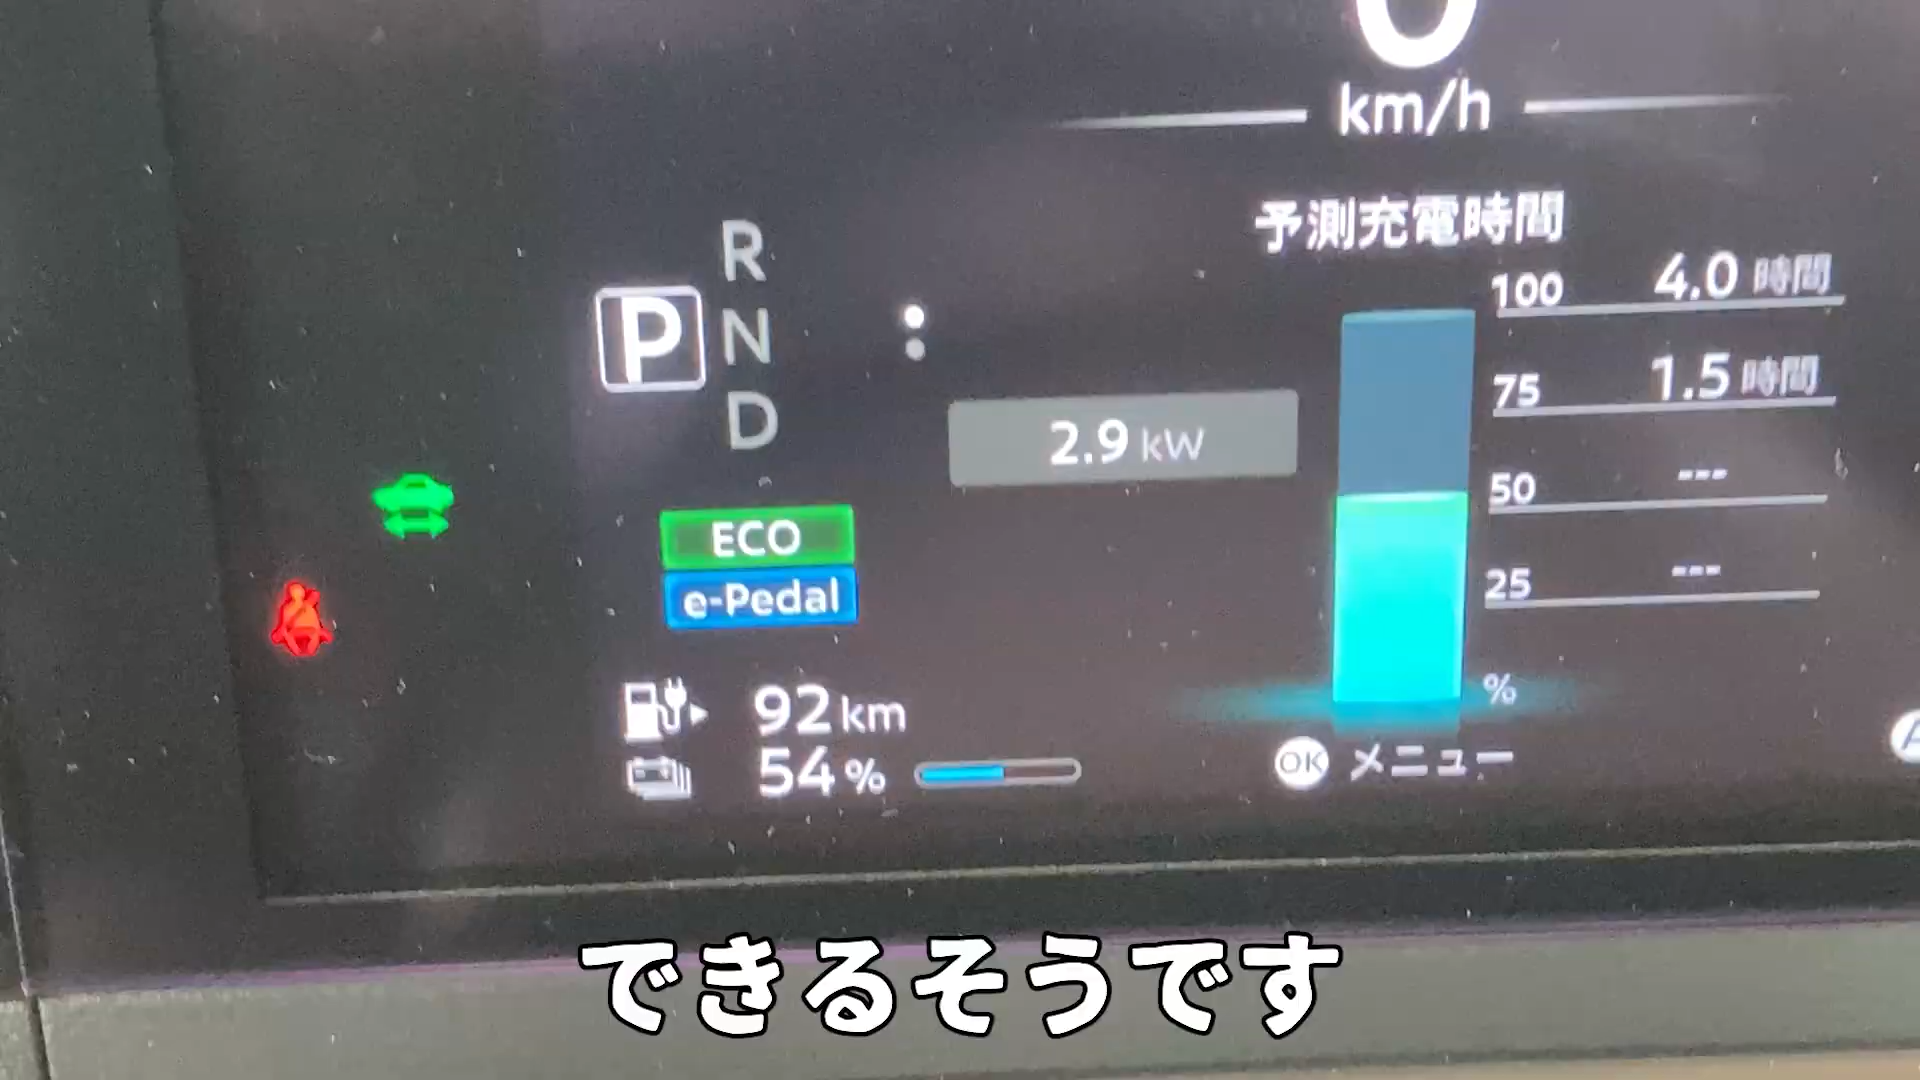 0
km/h
予測充電時間
R
P N
D
100 4.0 時間
75 1.5 時間
2.9 kW
50 ---
25 ---
%
ECO
e-Pedal
92 km
54 %
OK メニュー
できるそうです